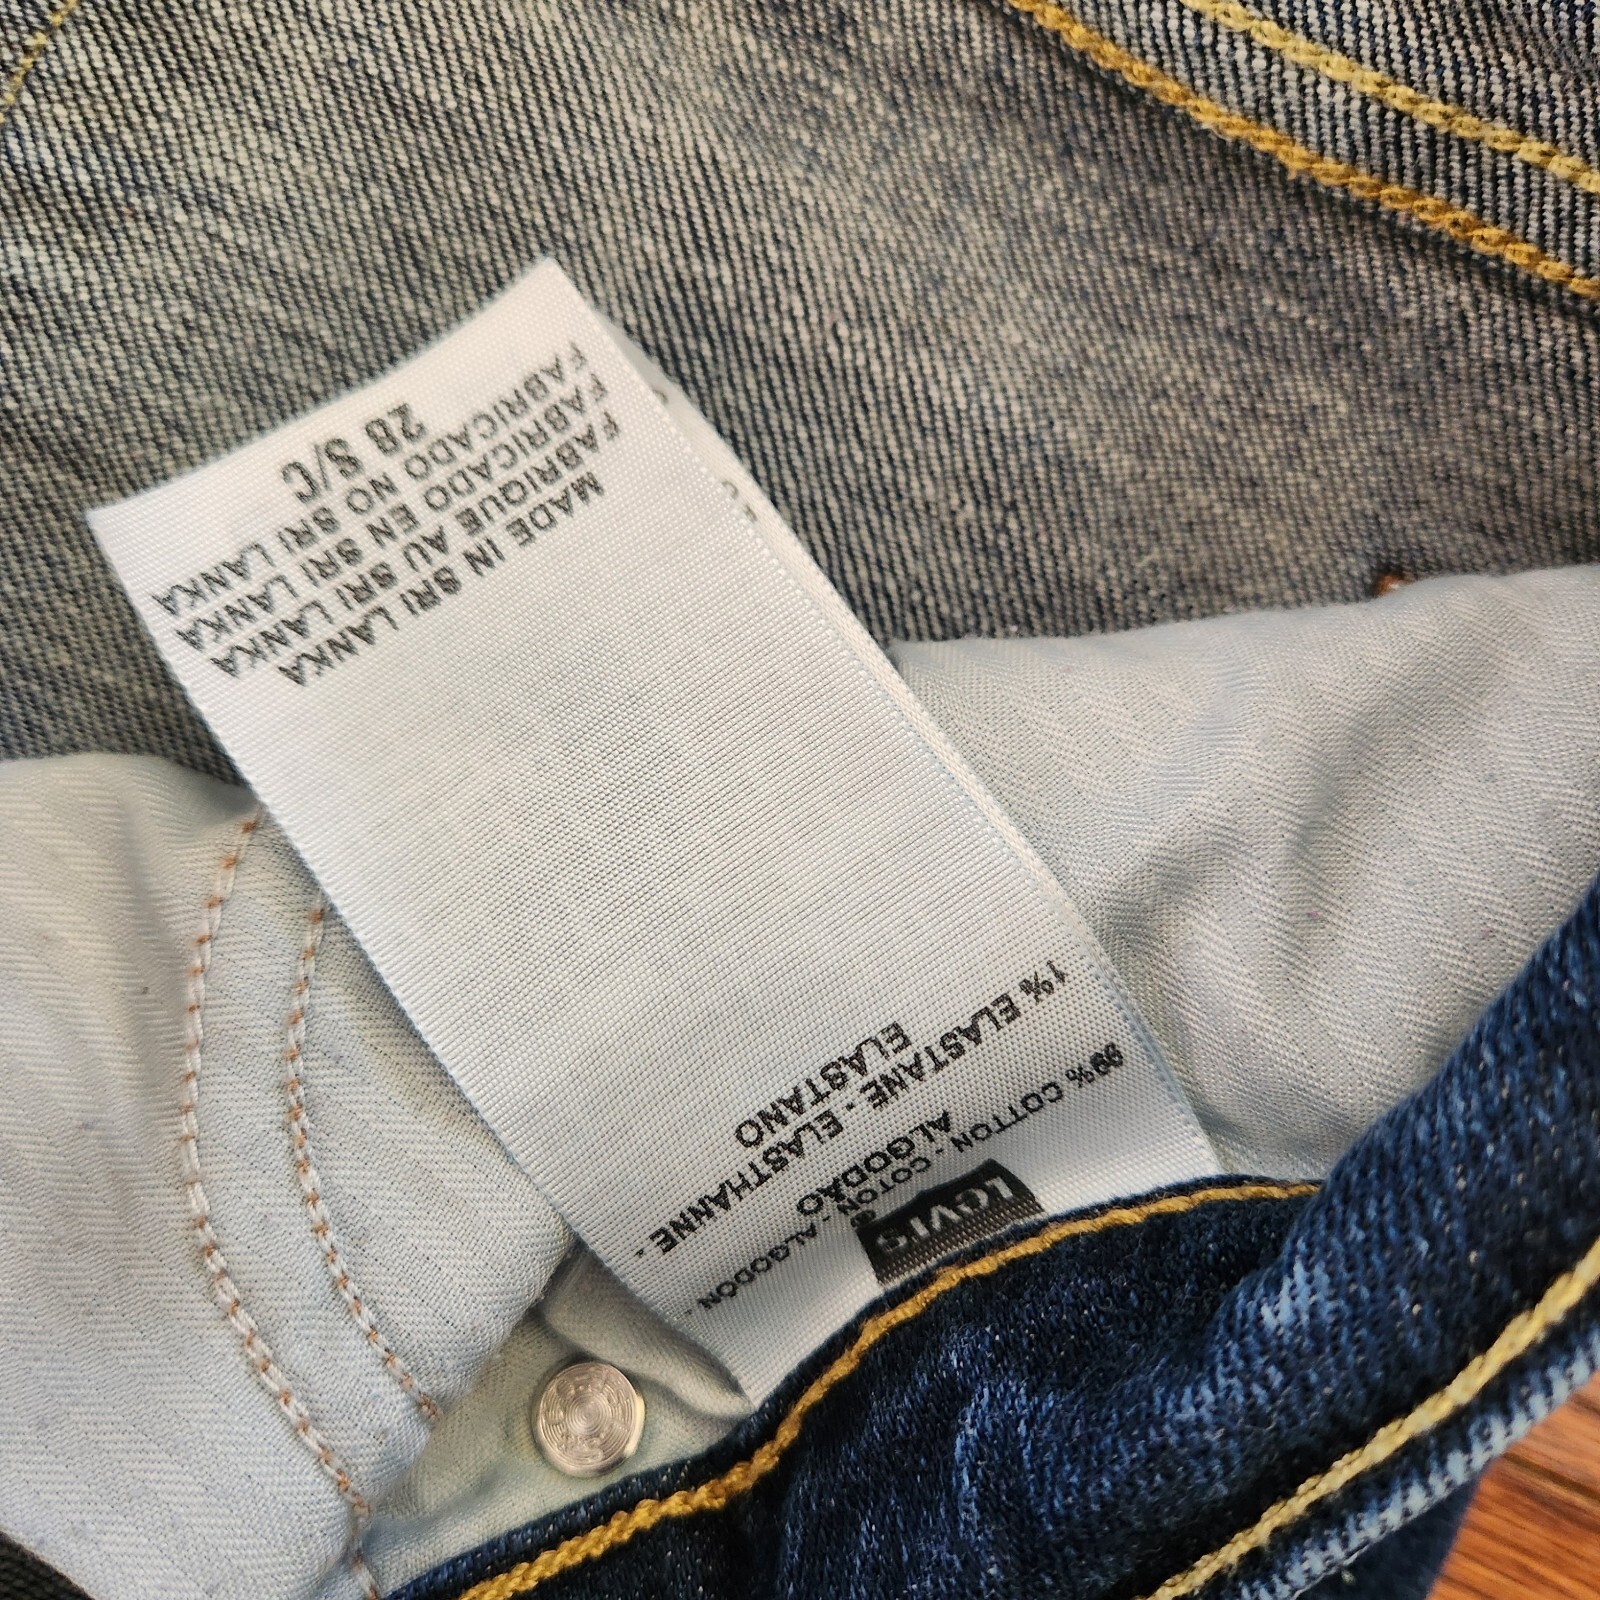 Levi's
®
99% COTTON - COTON - ALGODÓN -
ALGODÃO
1% ELASTANE - ELASTHANNE -
ELASTANO
MADE IN SRI LANKA
FABRIQUE AU SRI LANKA
FABRICADO EN SRI LANKA
FABRICADO NO SRI LANKA
28 S/C